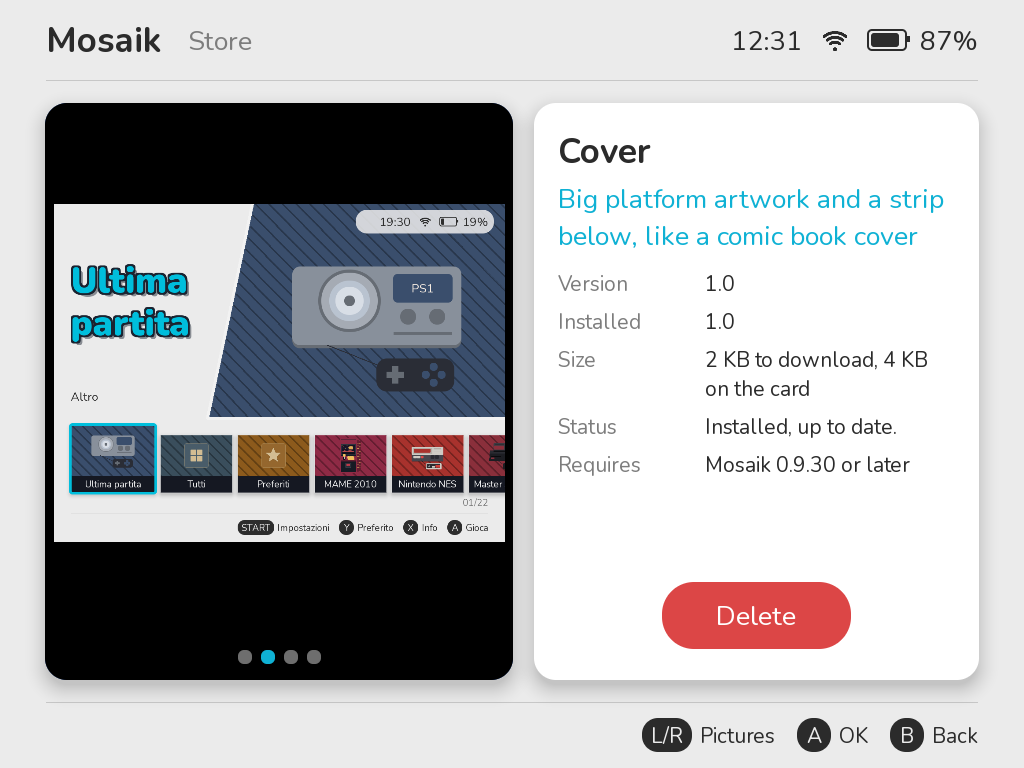 Mosaik Store 12:31 87%
19:30 19%
PS1
Ultima
partita
Altro
Ultima partita Tutti Preferiti MAME 2010 Nintendo NES Master
01/22
START Impostazioni Y Preferito X Info A Gioca
Cover
Big platform artwork and a strip
below, like a comic book cover
Version 1.0
Installed 1.0
Size 2 KB to download, 4 KB
on the card
Status Installed, up to date.
Requires Mosaik 0.9.30 or later
Delete
L/R Pictures A OK B Back